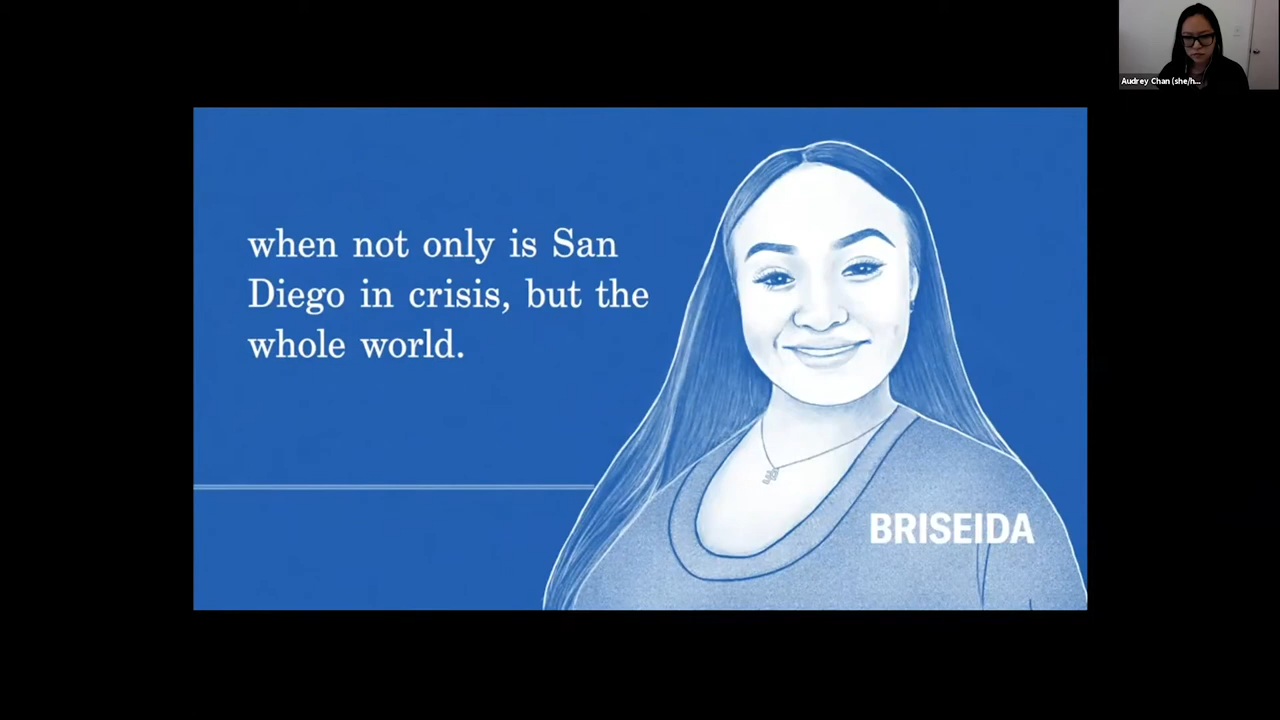 Audrey Chan (she/h...
when not only is San
Diego in crisis, but the
whole world.
BRISEIDA